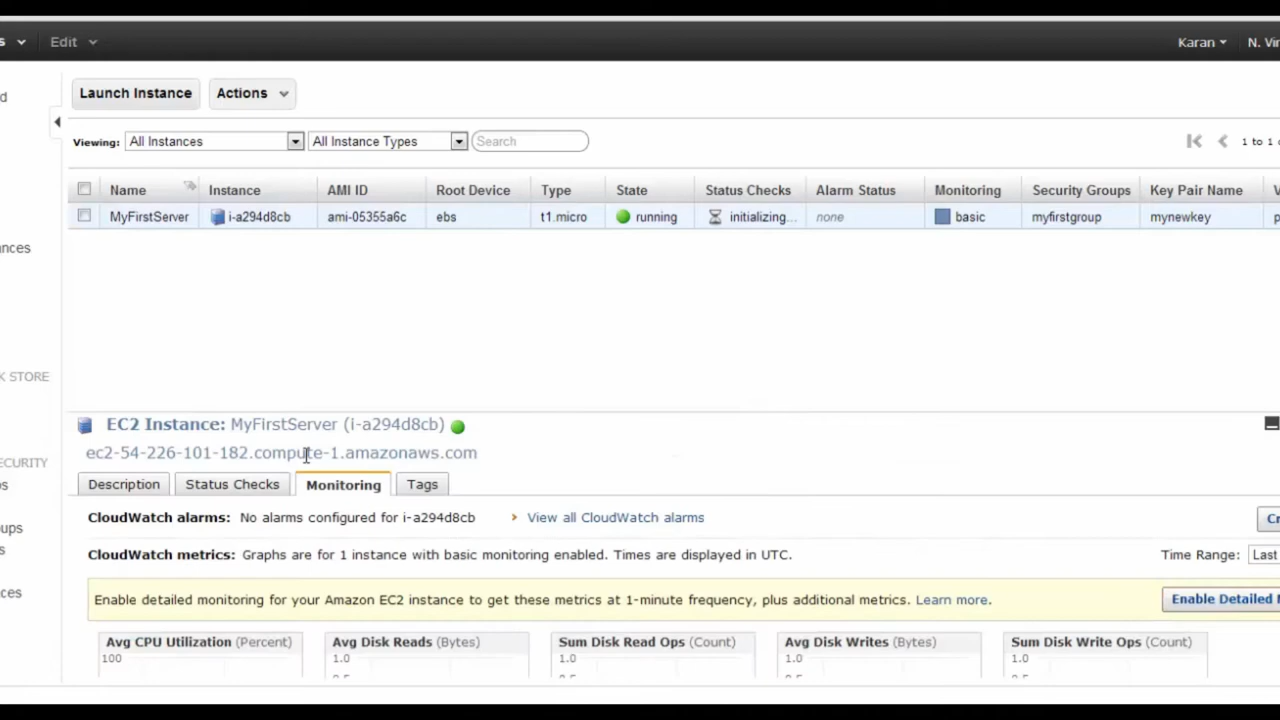 s Edit Karan N. Vir
d
Launch Instance Actions
Viewing: All Instances All Instance Types Search 1 to 1 o
Name Instance AMI ID Root Device Type State Status Checks Alarm Status Monitoring Security Groups Key Pair Name V
MyFirstServer i-a294d8cb ami-05355a6c ebs t1.micro running initializing... none basic myfirstgroup mynewkey p
nces
K STORE
EC2 Instance: MyFirstServer (i-a294d8cb)
ec2-54-226-101-182.compute-1.amazonaws.com
ECURITY
s
Description Status Checks Monitoring Tags
CloudWatch alarms: No alarms configured for i-a294d8cb View all CloudWatch alarms Cr
ups
s
CloudWatch metrics: Graphs are for 1 instance with basic monitoring enabled. Times are displayed in UTC. Time Range: Last
ces
Enable detailed monitoring for your Amazon EC2 instance to get these metrics at 1-minute frequency, plus additional metrics. Learn more. Enable Detailed M
Avg CPU Utilization (Percent) Avg Disk Reads (Bytes) Sum Disk Read Ops (Count) Avg Disk Writes (Bytes) Sum Disk Write Ops (Count)
100 1.0 1.0 1.0 1.0